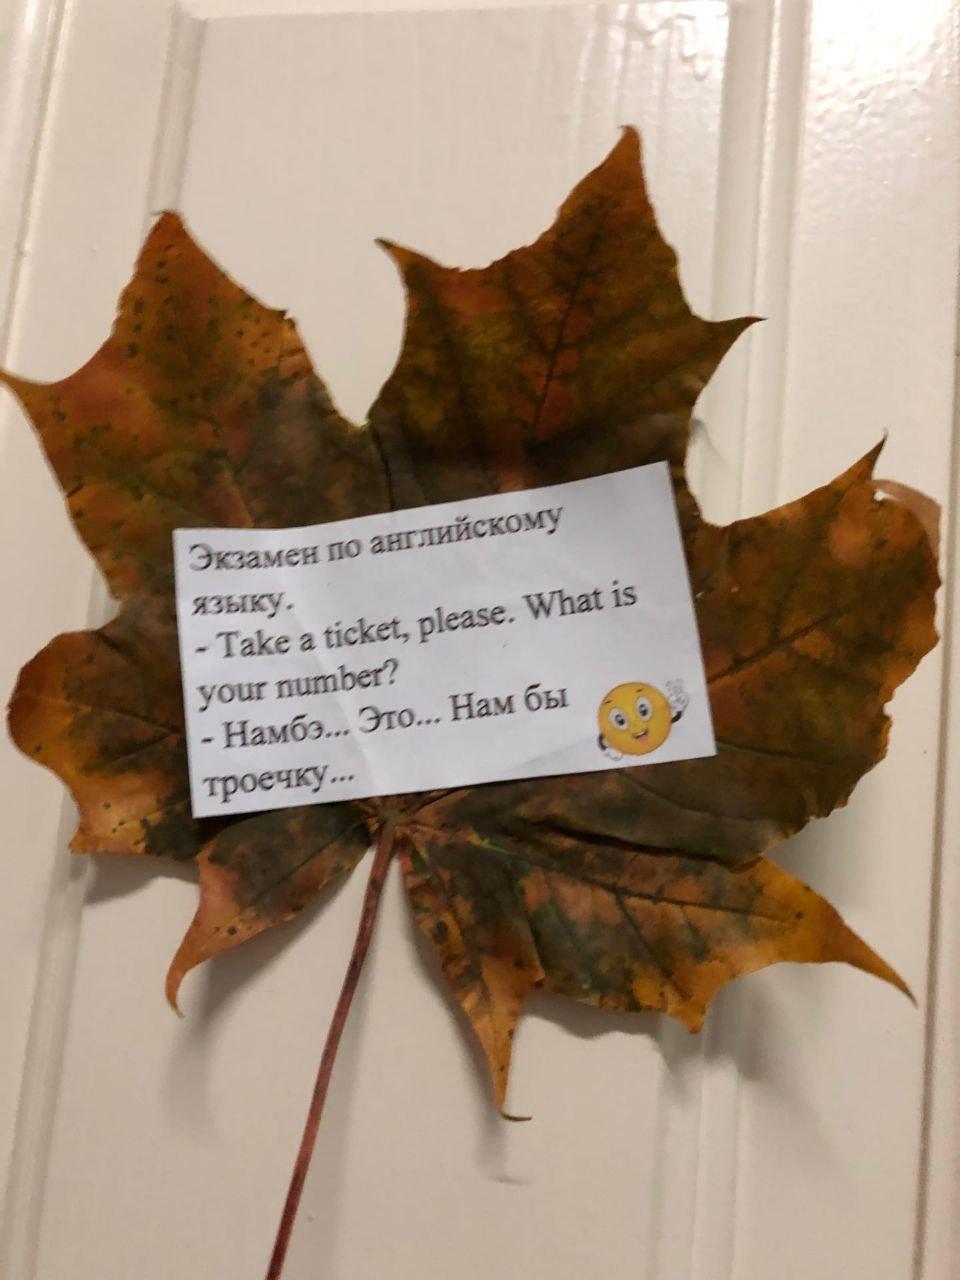 Экзамен по английскому
языку.
- Take a ticket, please. What is
your number?
- Намбэ... Это... Нам бы
троечку...